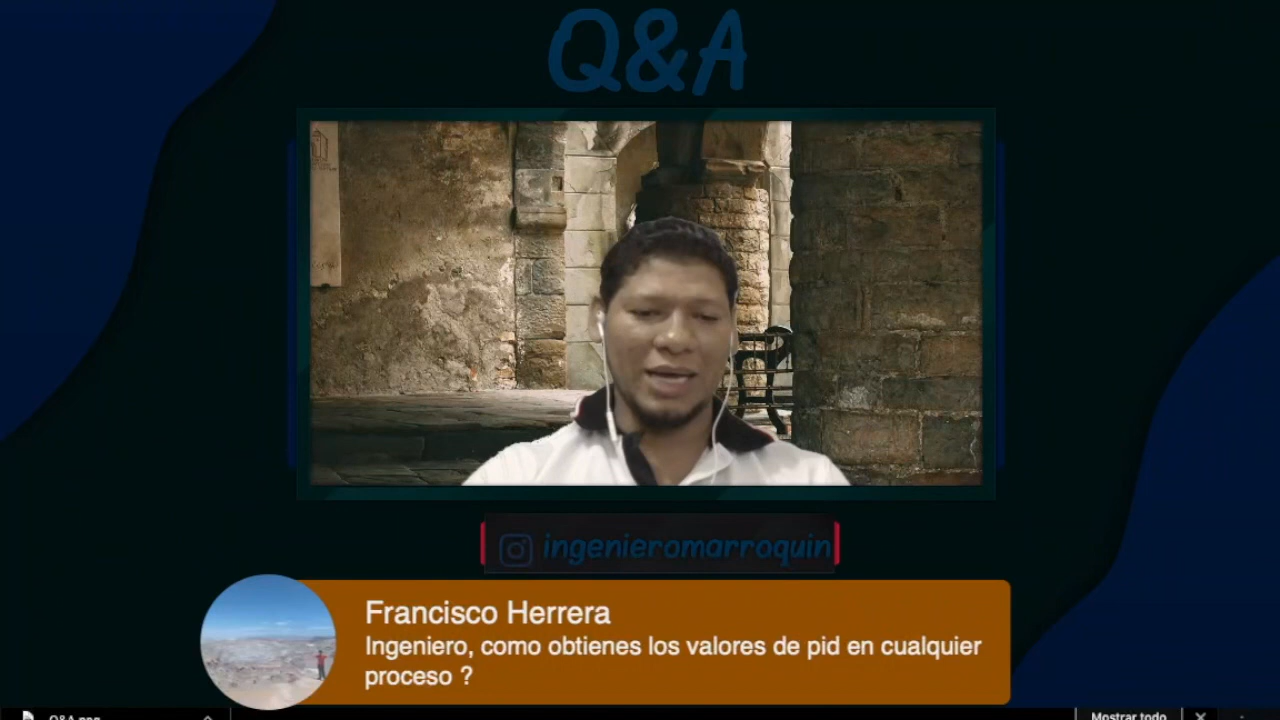 Q&A
ingenieromarroquin
Francisco Herrera
Ingeniero, como obtienes los valores de pid en cualquier
proceso ?
Mostrar todo